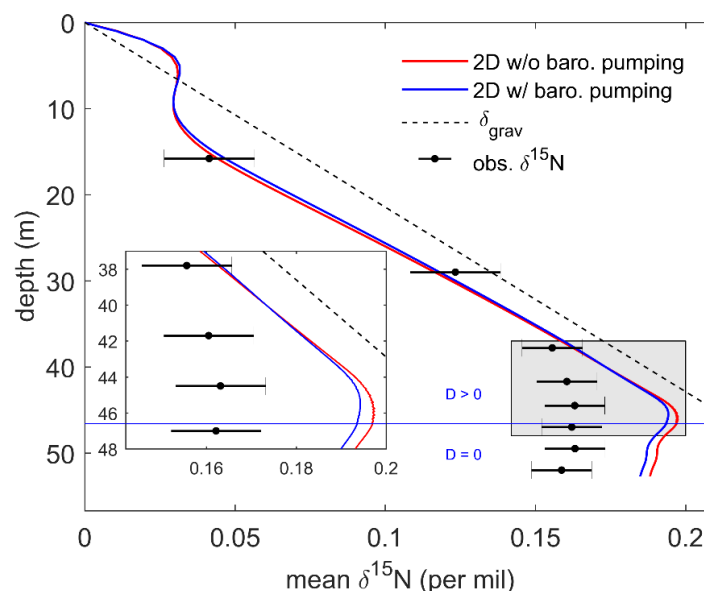 0
10
20
30
40
50
depth (m)
2D w/o baro. pumping
2D w/ baro. pumping
δgrav
obs. δ¹⁵N
38
40
42
44
46
48
0.16
0.18
0.2
D > 0
D = 0
0
0.05
0.1
0.15
0.2
mean δ¹⁵N (per mil)